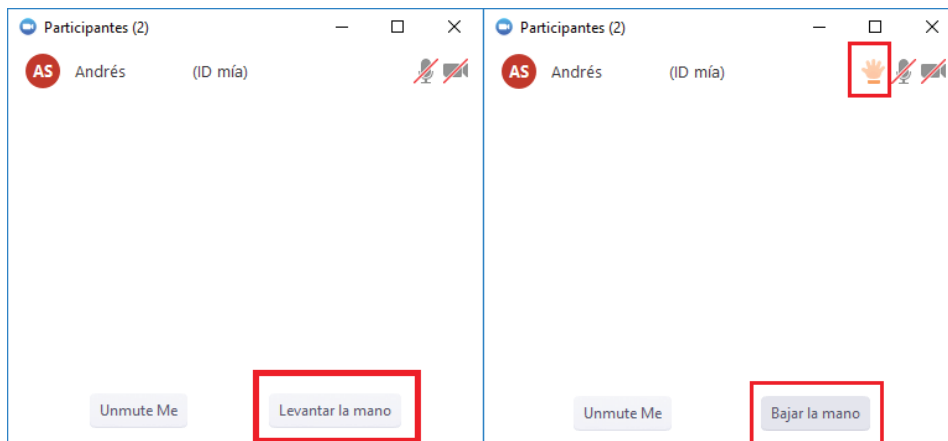 Participantes (2)
AS Andrés (ID mía)
Unmute Me Levantar la mano
Participantes (2)
AS Andrés (ID mía)
Unmute Me Bajar la mano